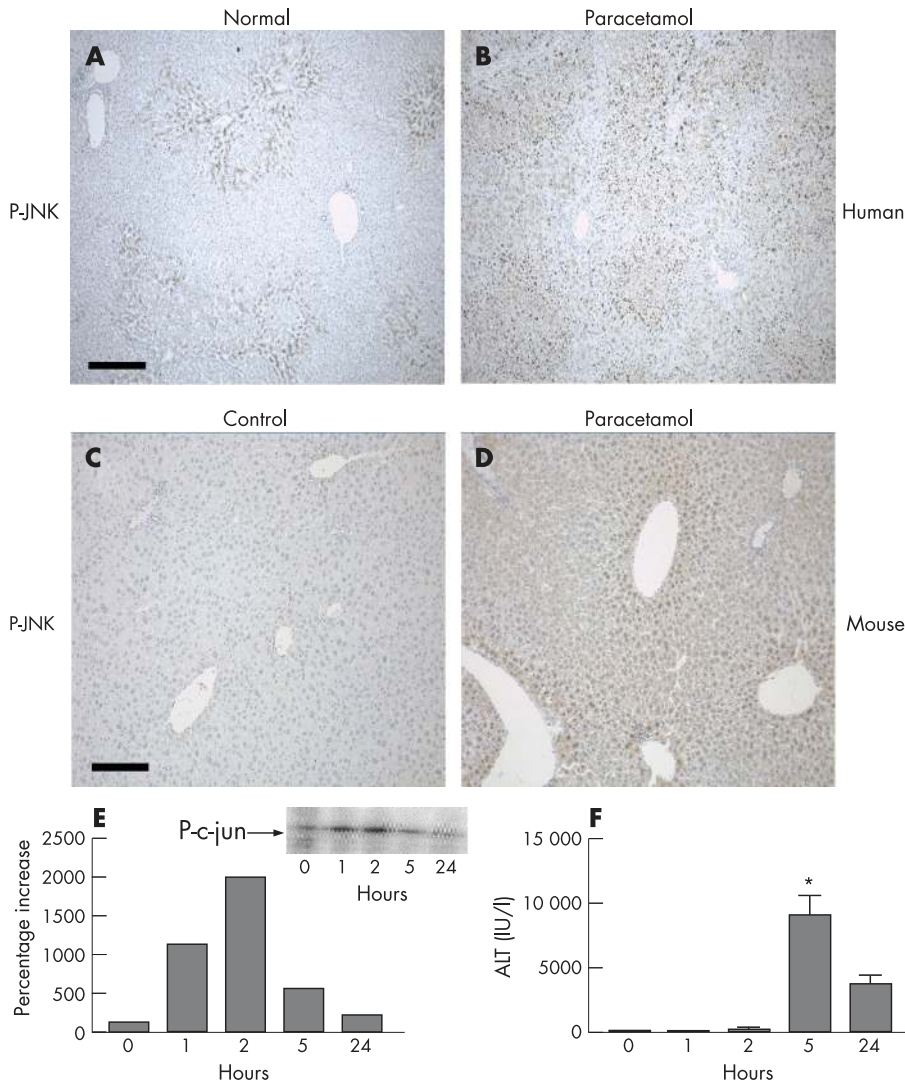 Normal
Paracetamol
A
B
P-JNK
Human
Control
Paracetamol
C
D
P-JNK
Mouse
E
P-c-jun
0 1 2 5 24
Hours
Percentage increase
2500
2000
1500
1000
500
0
0 1 2 5 24
Hours
F
ALT (IU/l)
15 000
10 000
5000
0
*
0 1 2 5 24
Hours